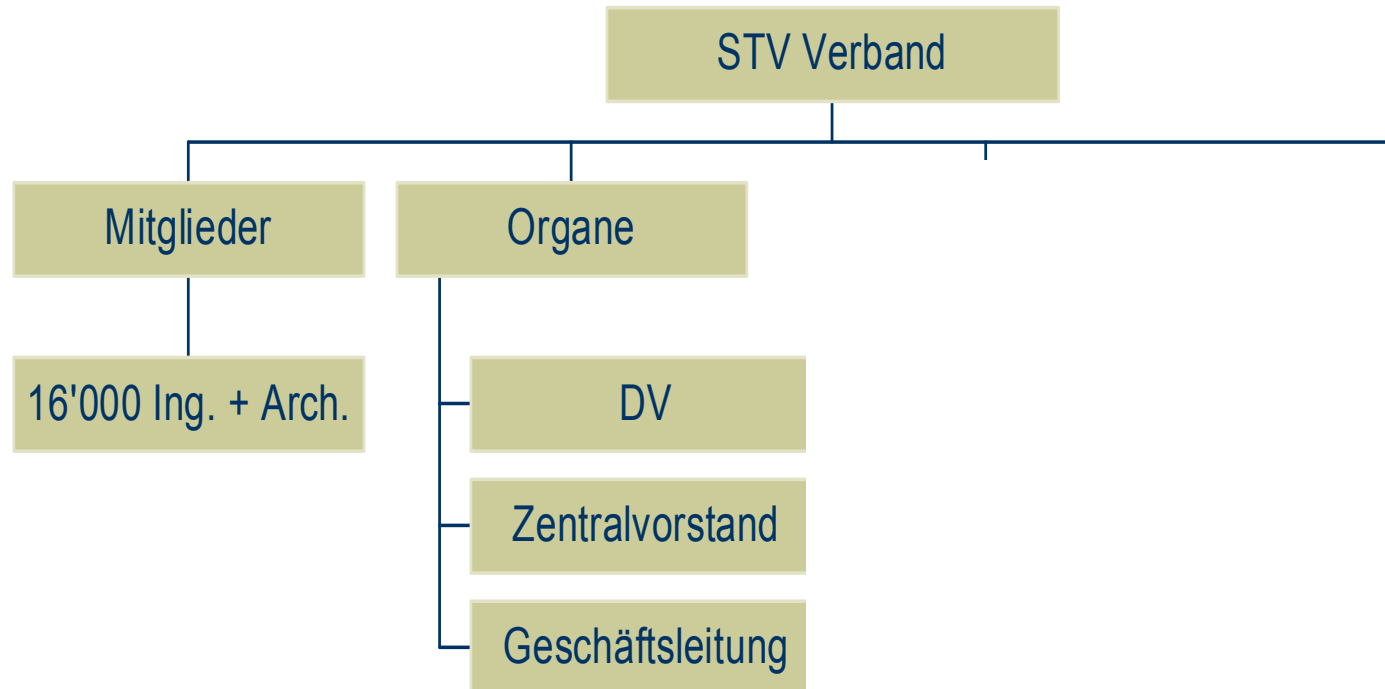 STV Verband
Mitglieder
Organe
16'000 Ing. + Arch.
DV
Zentralvorstand
Geschäftsleitung